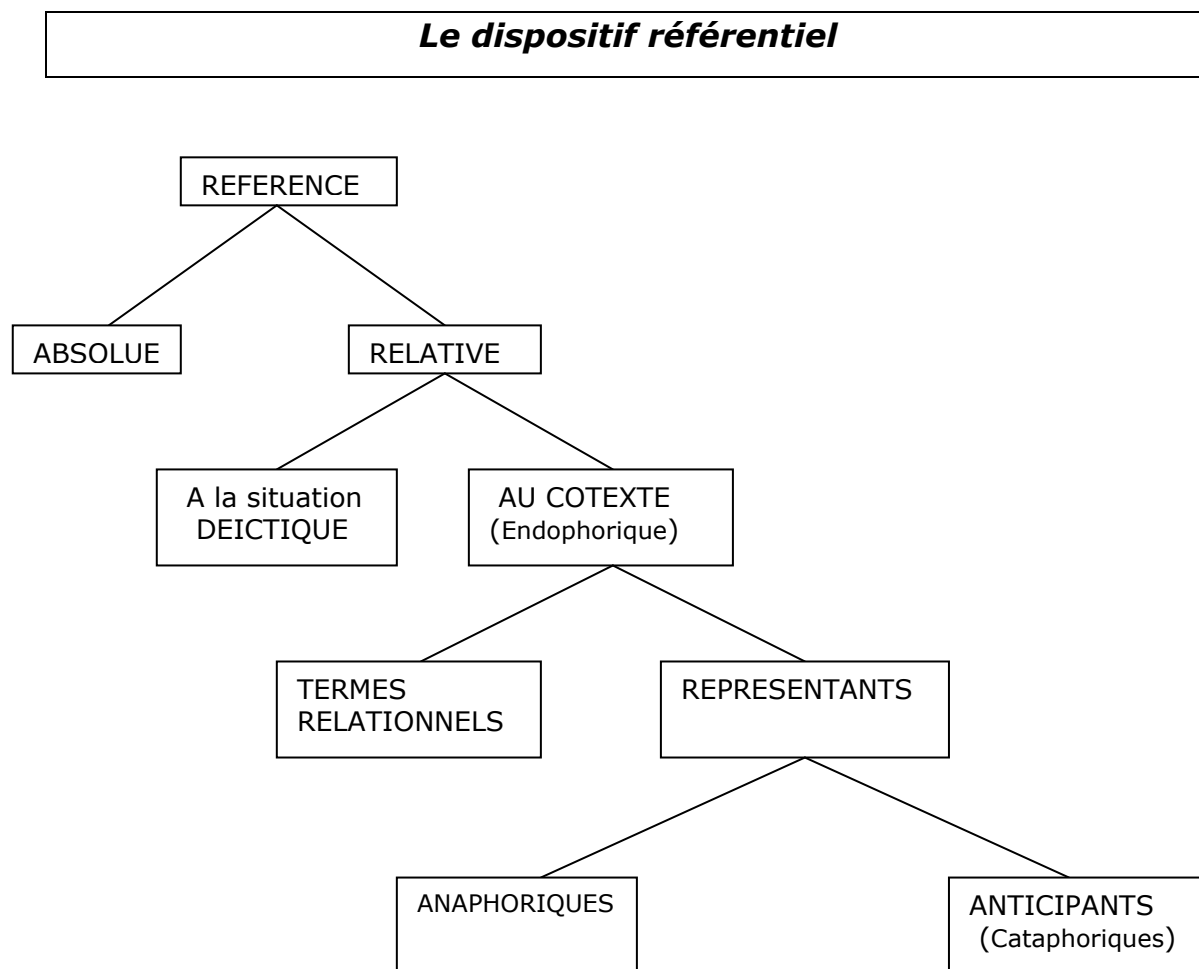 Le dispositif référentiel
REFERENCE
ABSOLUE
RELATIVE
A la situation
DEICTIQUE
AU COTEXTE
(Endophorique)
TERMES
RELATIONNELS
REPRESENTANTS
ANAPHORIQUES
ANTICIPANTS
(Cataphoriques)